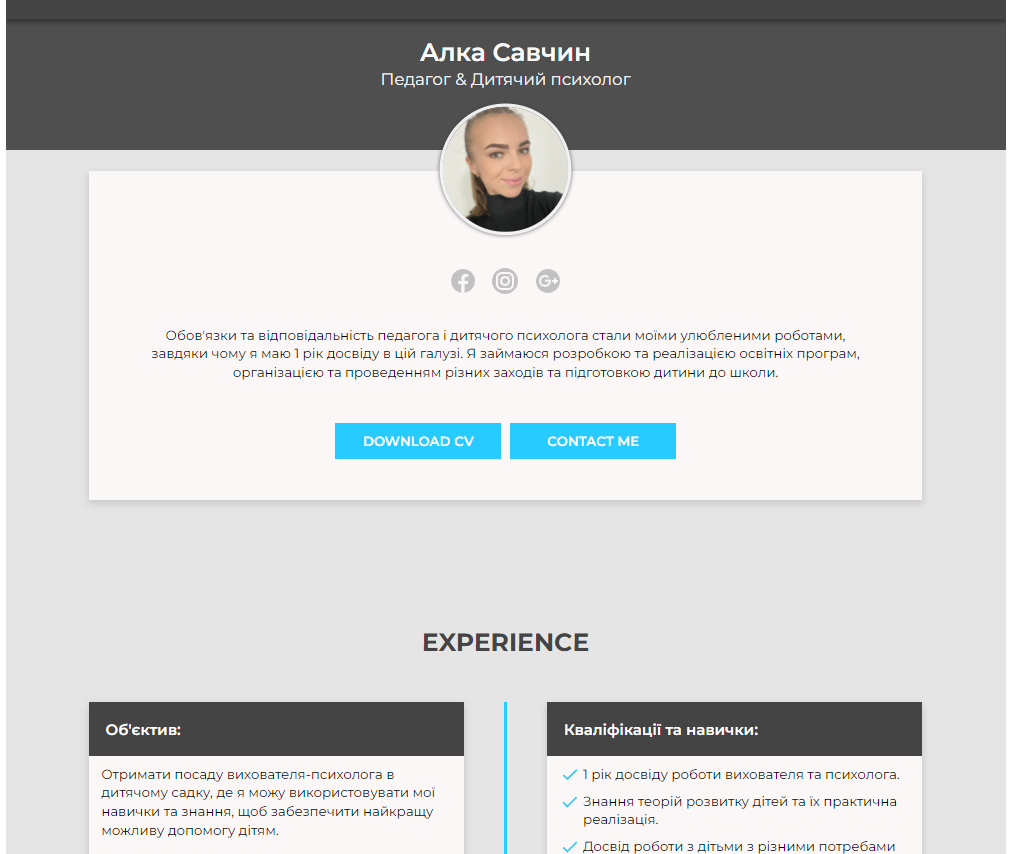 Алка Савчин
Педагог & Дитячий психолог
Обов'язки та відповідальність педагога і дитячого психолога стали моїми улюбленими роботами,
завдяки чому я маю 1 рік досвіду в цій галузі. Я займаюся розробкою та реалізацією освітніх програм,
організацією та проведенням різних заходів та підготовкою дитини до школи.
DOWNLOAD CV
CONTACT ME
EXPERIENCE
Об'єктив:
Отримати посаду вихователя-психолога в
дитячому садку, де я можу використовувати мої
навички та знання, щоб забезпечити найкращу
можливу допомогу дітям.
Кваліфікації та навички:
1 рік досвіду роботи вихователя та психолога.
Знання теорій розвитку дітей та їх практична
реалізація.
Досвід роботи з дітьми з різними потребами